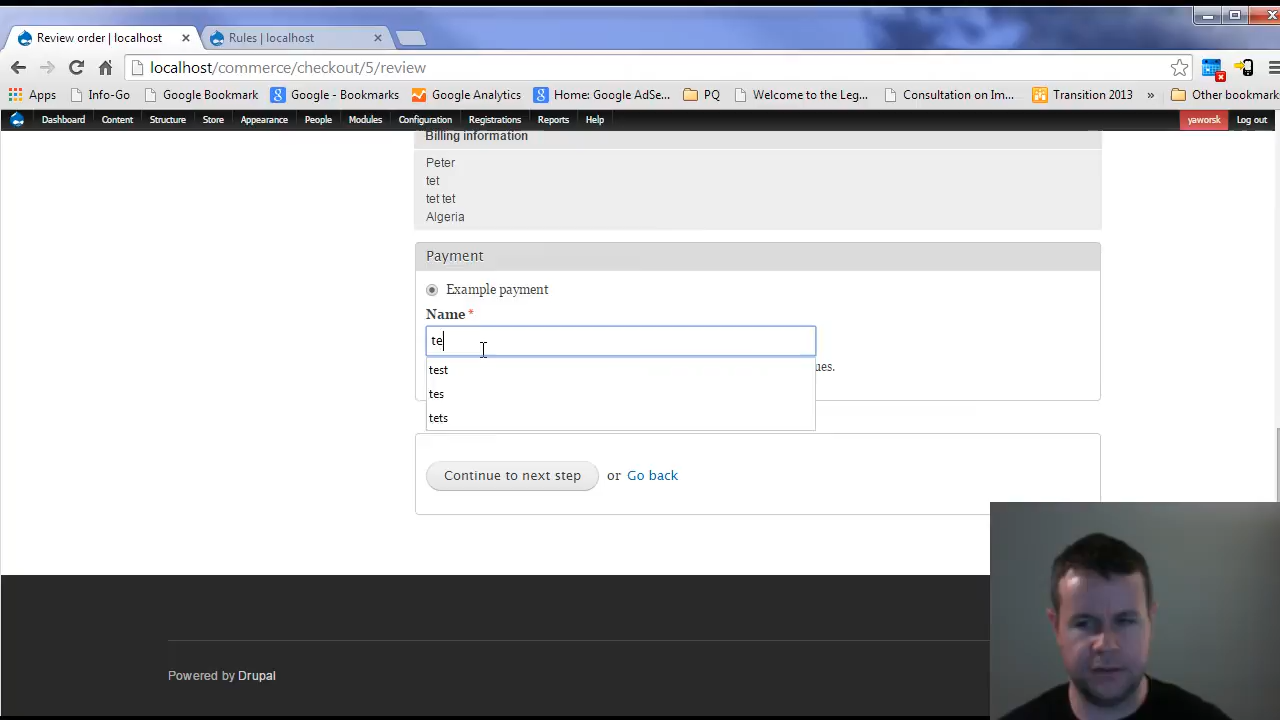 Review order | localhost
Rules | localhost
localhost/commerce/checkout/5/review
Apps Info-Go Google Bookmark Google - Bookmarks Google Analytics Home: Google AdSe... PO Welcome to the Leg... Consultation on Im... Transition 2013 » Other bookmark
Dashboard Content Structure Store Appearance People Modules Configuration Registrations Reports Help yaworsk Log out
Billing information
Peter
tet
tet tet
Algeria
Payment
Example payment
Name *
te
ues.
test
tes
tets
Continue to next step or Go back
Powered by Drupal